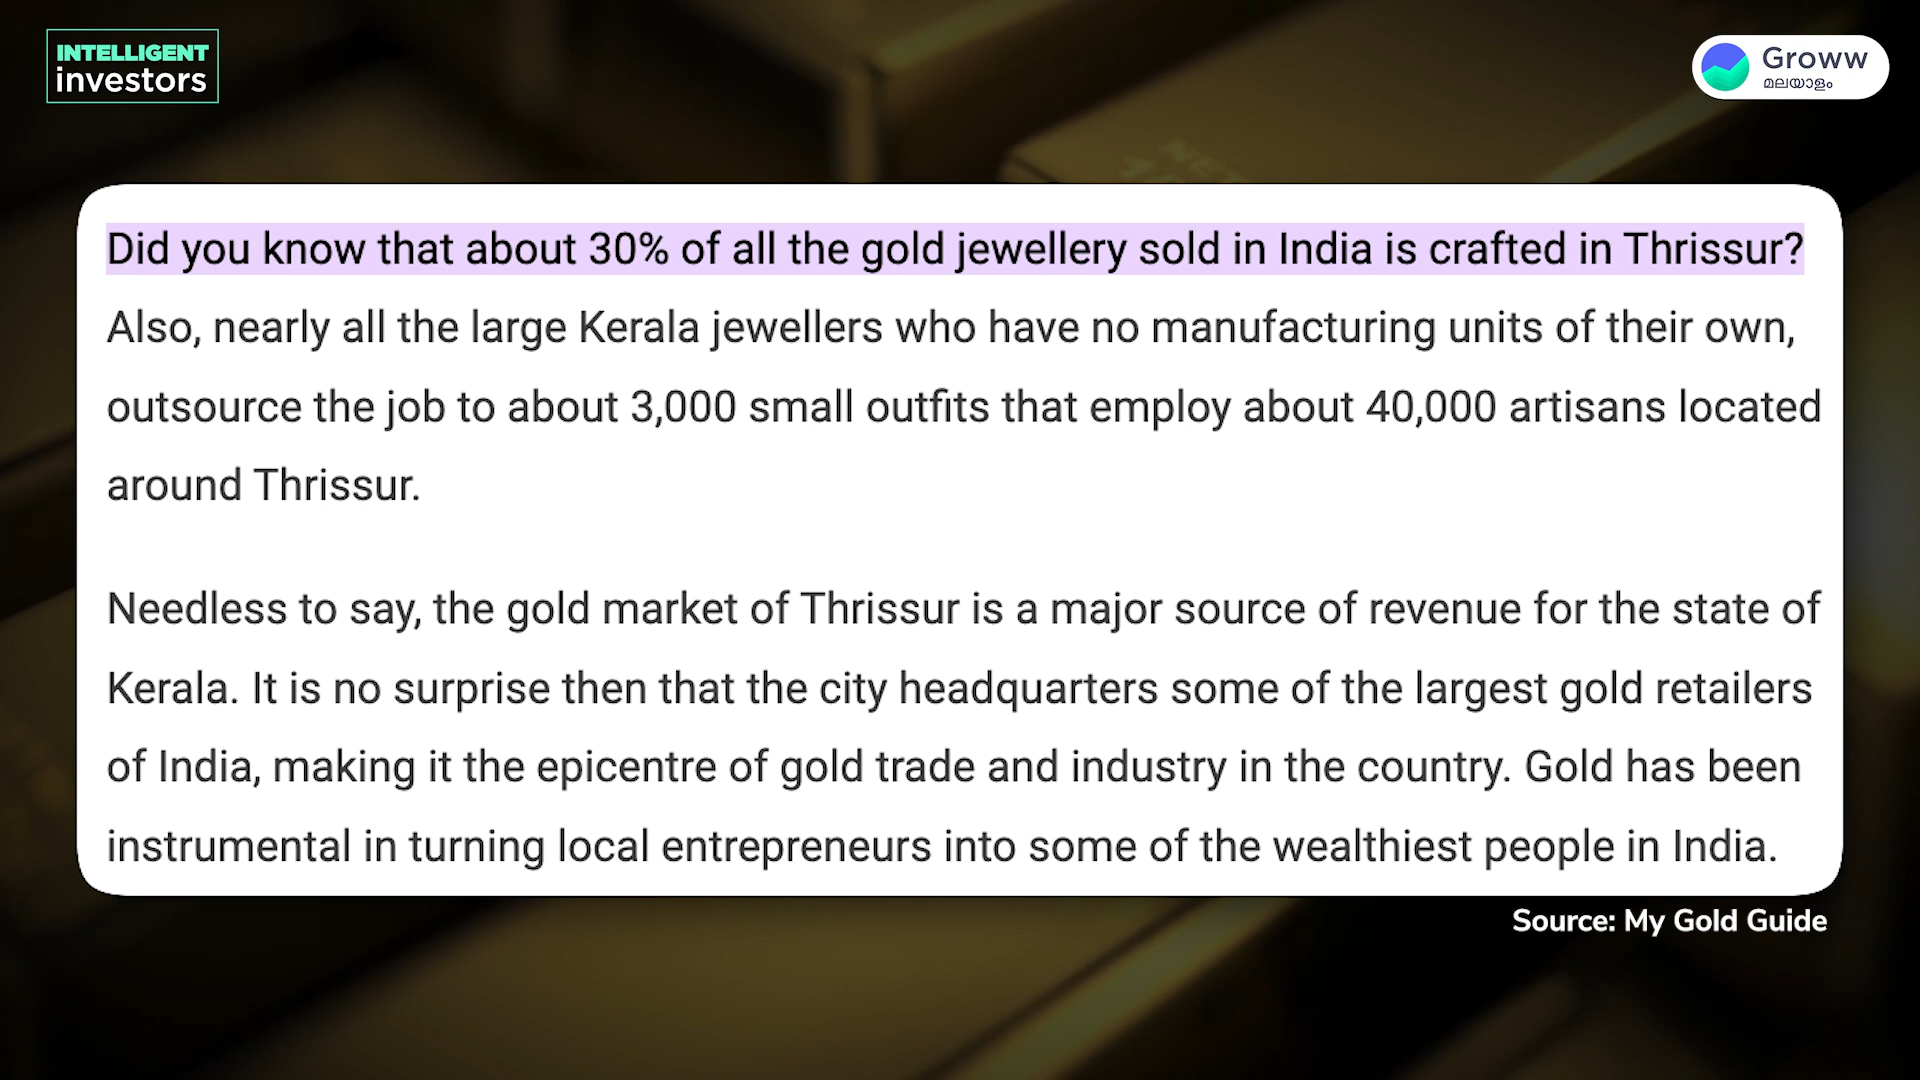 INTELLIGENT
investors
Groww
മലയാളം
Did you know that about 30% of all the gold jewellery sold in India is crafted in Thrissur?
Also, nearly all the large Kerala jewellers who have no manufacturing units of their own,
outsource the job to about 3,000 small outfits that employ about 40,000 artisans located
around Thrissur.
Needless to say, the gold market of Thrissur is a major source of revenue for the state of
Kerala. It is no surprise then that the city headquarters some of the largest gold retailers
of India, making it the epicentre of gold trade and industry in the country. Gold has been
instrumental in turning local entrepreneurs into some of the wealthiest people in India.
Source: My Gold Guide